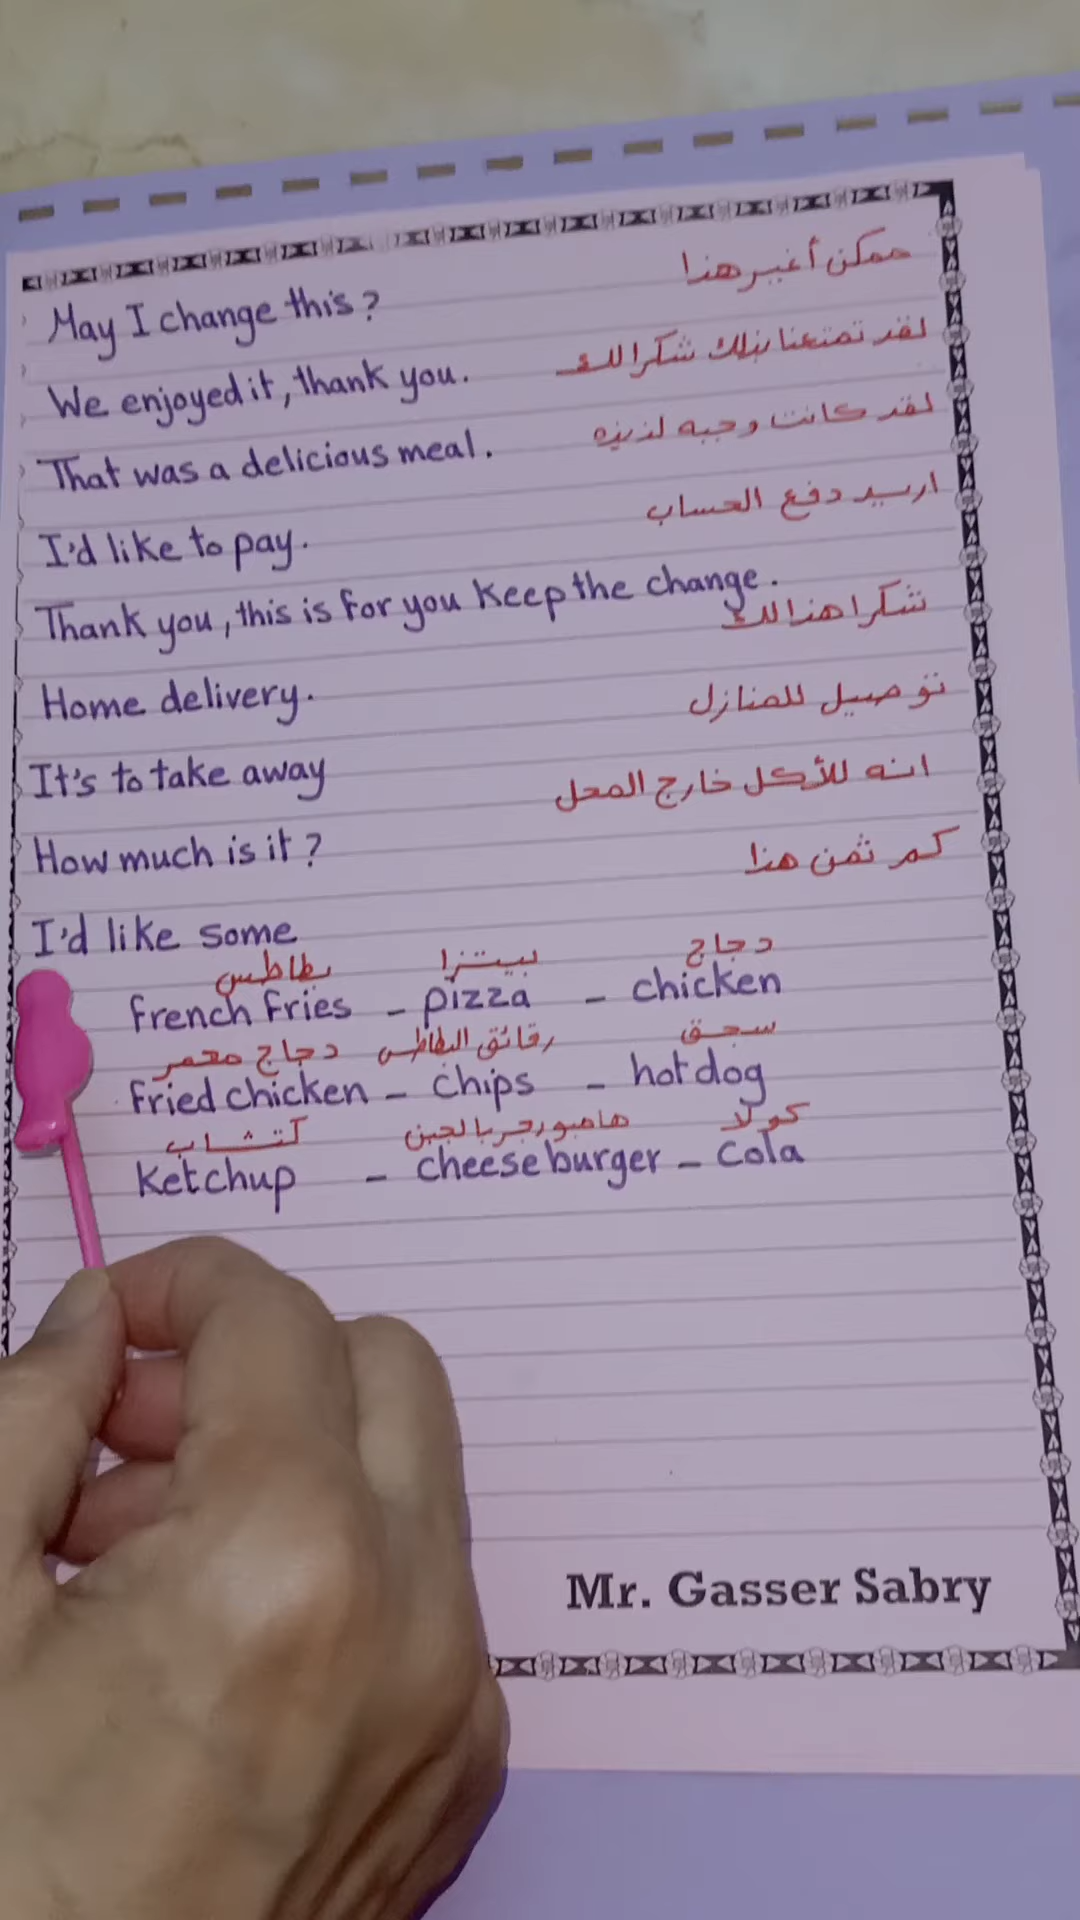 May I change this? ممكن أغير هذا
We enjoyed it, thank you. لقد تمتعنا بذلك شكرا لك
That was a delicious meal. لقد كانت وجبه لذيذه
I'd like to pay. اريد دفع الحساب
Thank you, this is for you keep the change.
شكرا هذا لك
Home delivery. توصيل للمنازل
It's to take away انه للأكل خارج المحل
How much is it? كم ثمن هذا
I'd like some
بطاطس بيتزا دجاج
french fries - pizza - chicken
دجاج محمر رقائق البطاطس سجق
fried chicken - chips - hot dog
كتشاب هامبورجر بالجبن كولا
ketchup - cheese burger - cola
Mr. Gasser Sabry